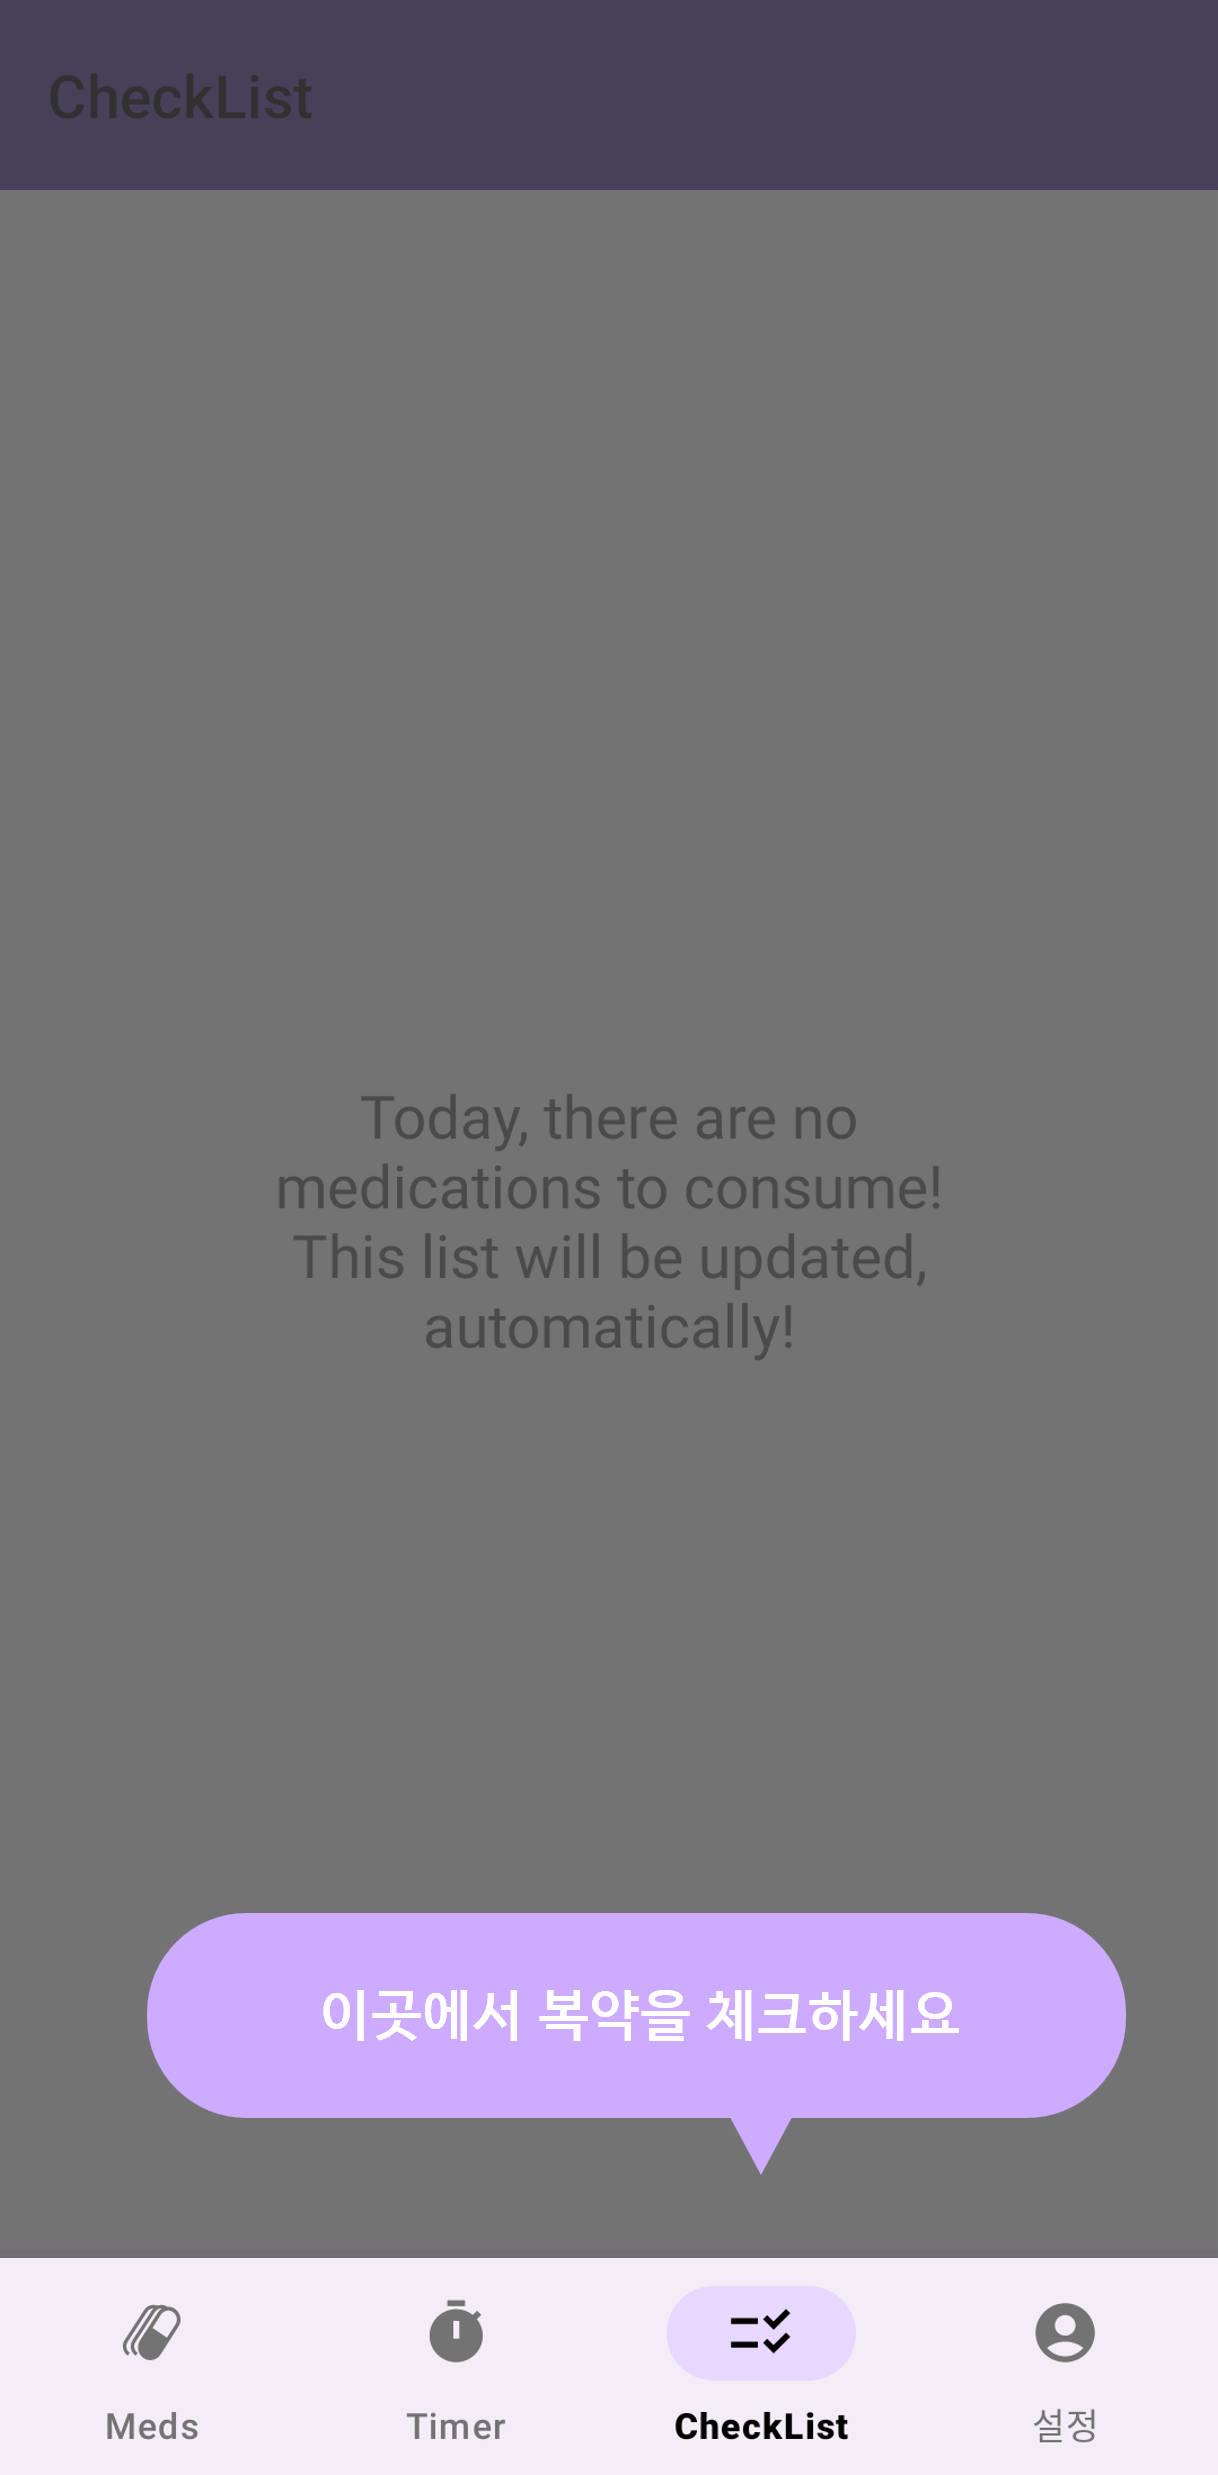 CheckList
Today, there are no
medications to consume!
This list will be updated,
automatically!
이곳에서 복약을 체크하세요
Meds
Timer
CheckList
설정